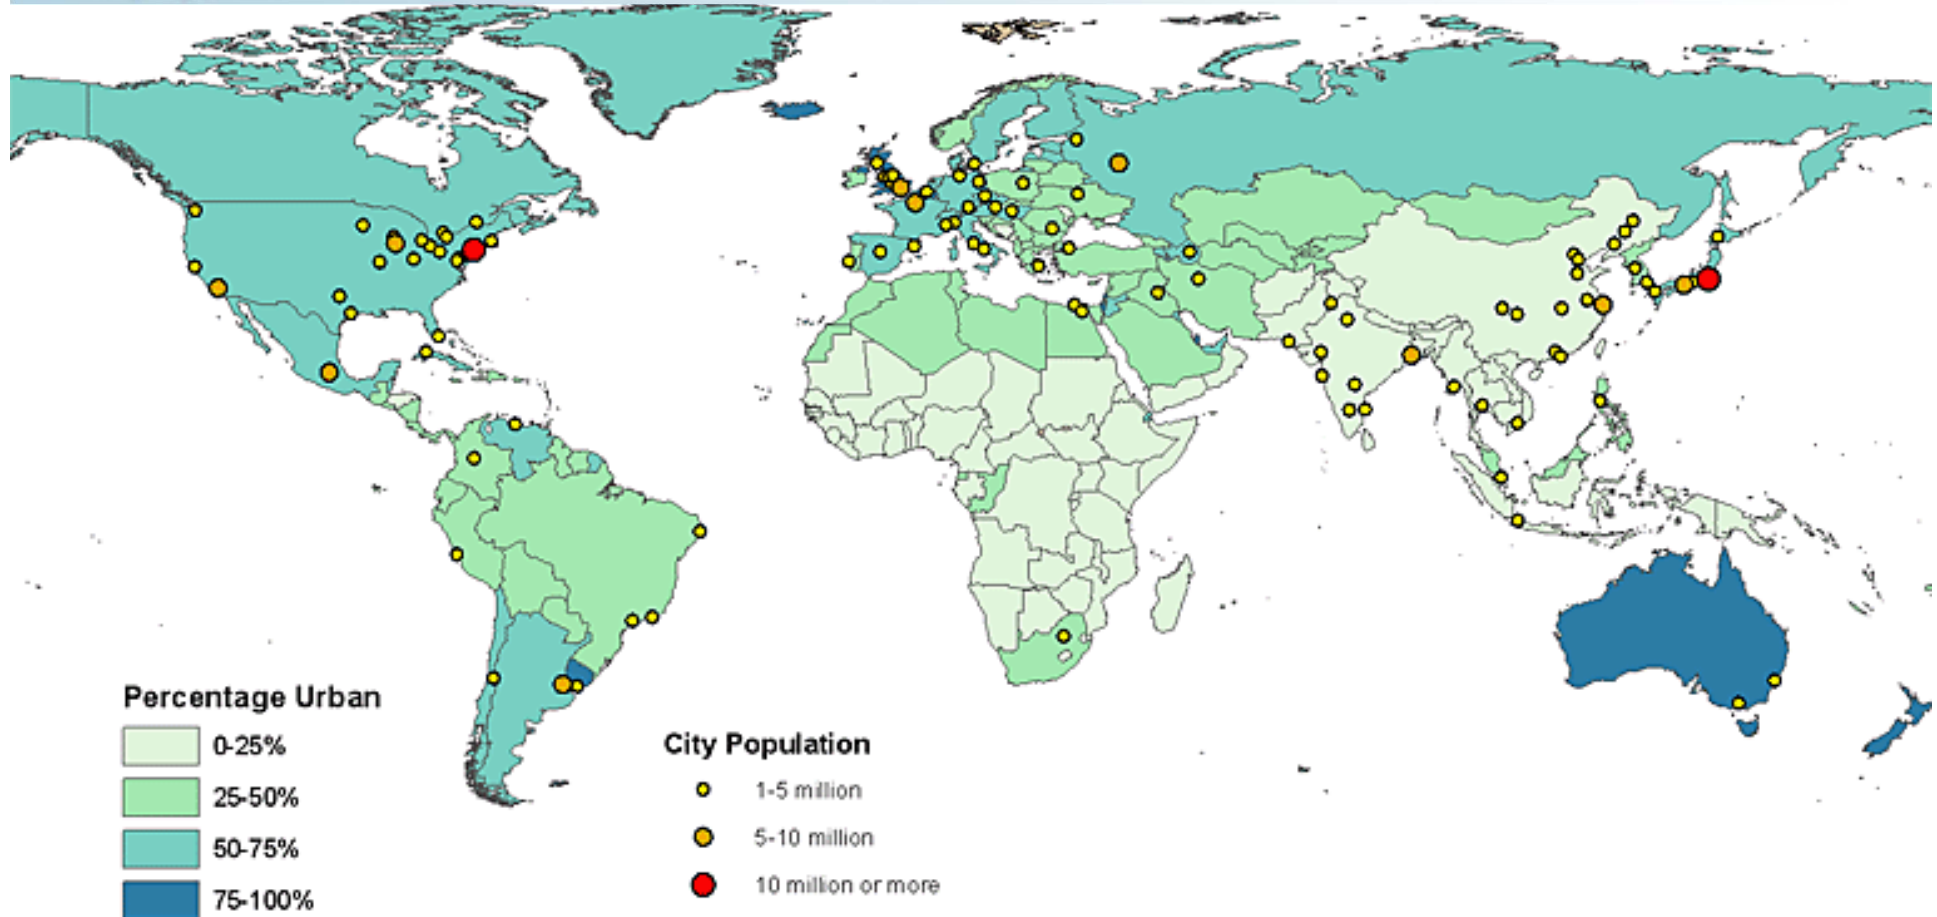 Percentage Urban
0-25%
25-50%
50-75%
75-100%
City Population
1-5 million
5-10 million
10 million or more